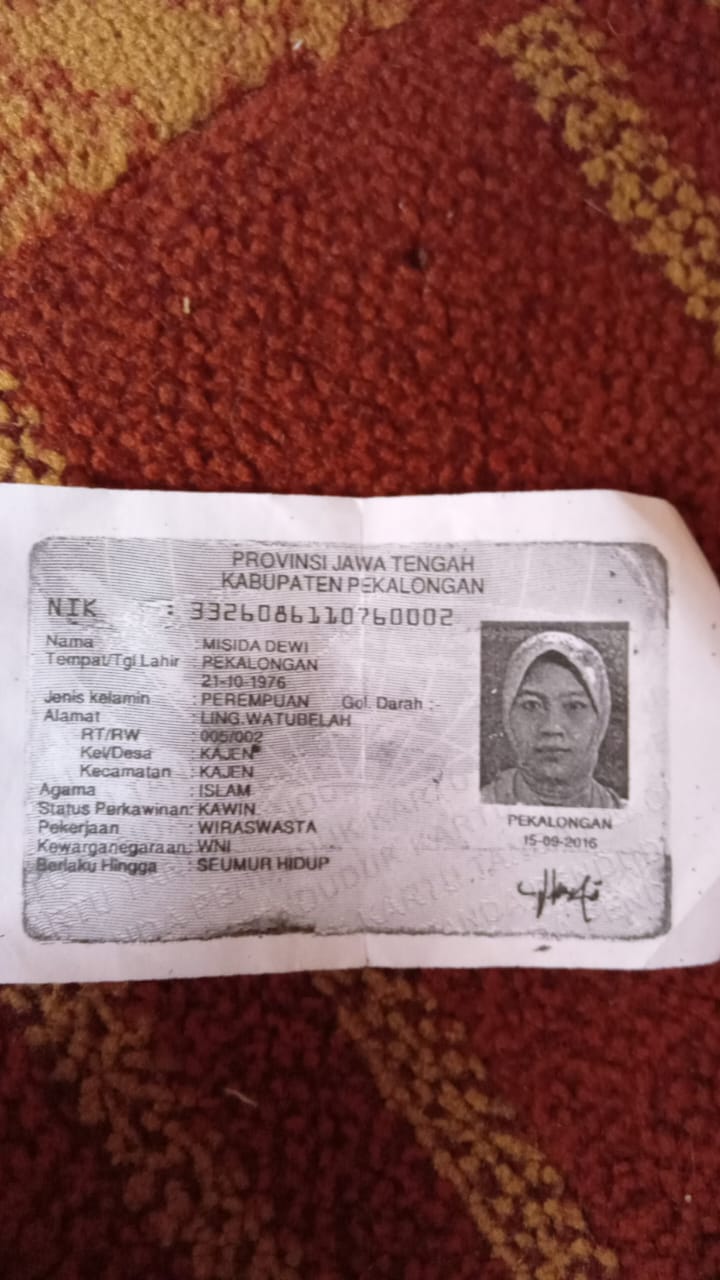 PROVINSI JAWA TENGAH
KABUPATEN PEKALONGAN
NIK : 3326086110760002
Nama : MISIDA DEWI
Tempat/Tgl Lahir : PEKALONGAN
21-10-1976
Jenis kelamin : PEREMPUAN Gol. Darah :-
Alamat : LING.WATUBELAH
RT/RW : 005/002
Kel/Desa : KAJEN
Kecamatan : KAJEN
Agama : ISLAM
Status Perkawinan: KAWIN
Pekerjaan : WIRASWASTA
Kewarganegaraan: WNI
Berlaku Hingga : SEUMUR HIDUP
PEKALONGAN
15-09-2016